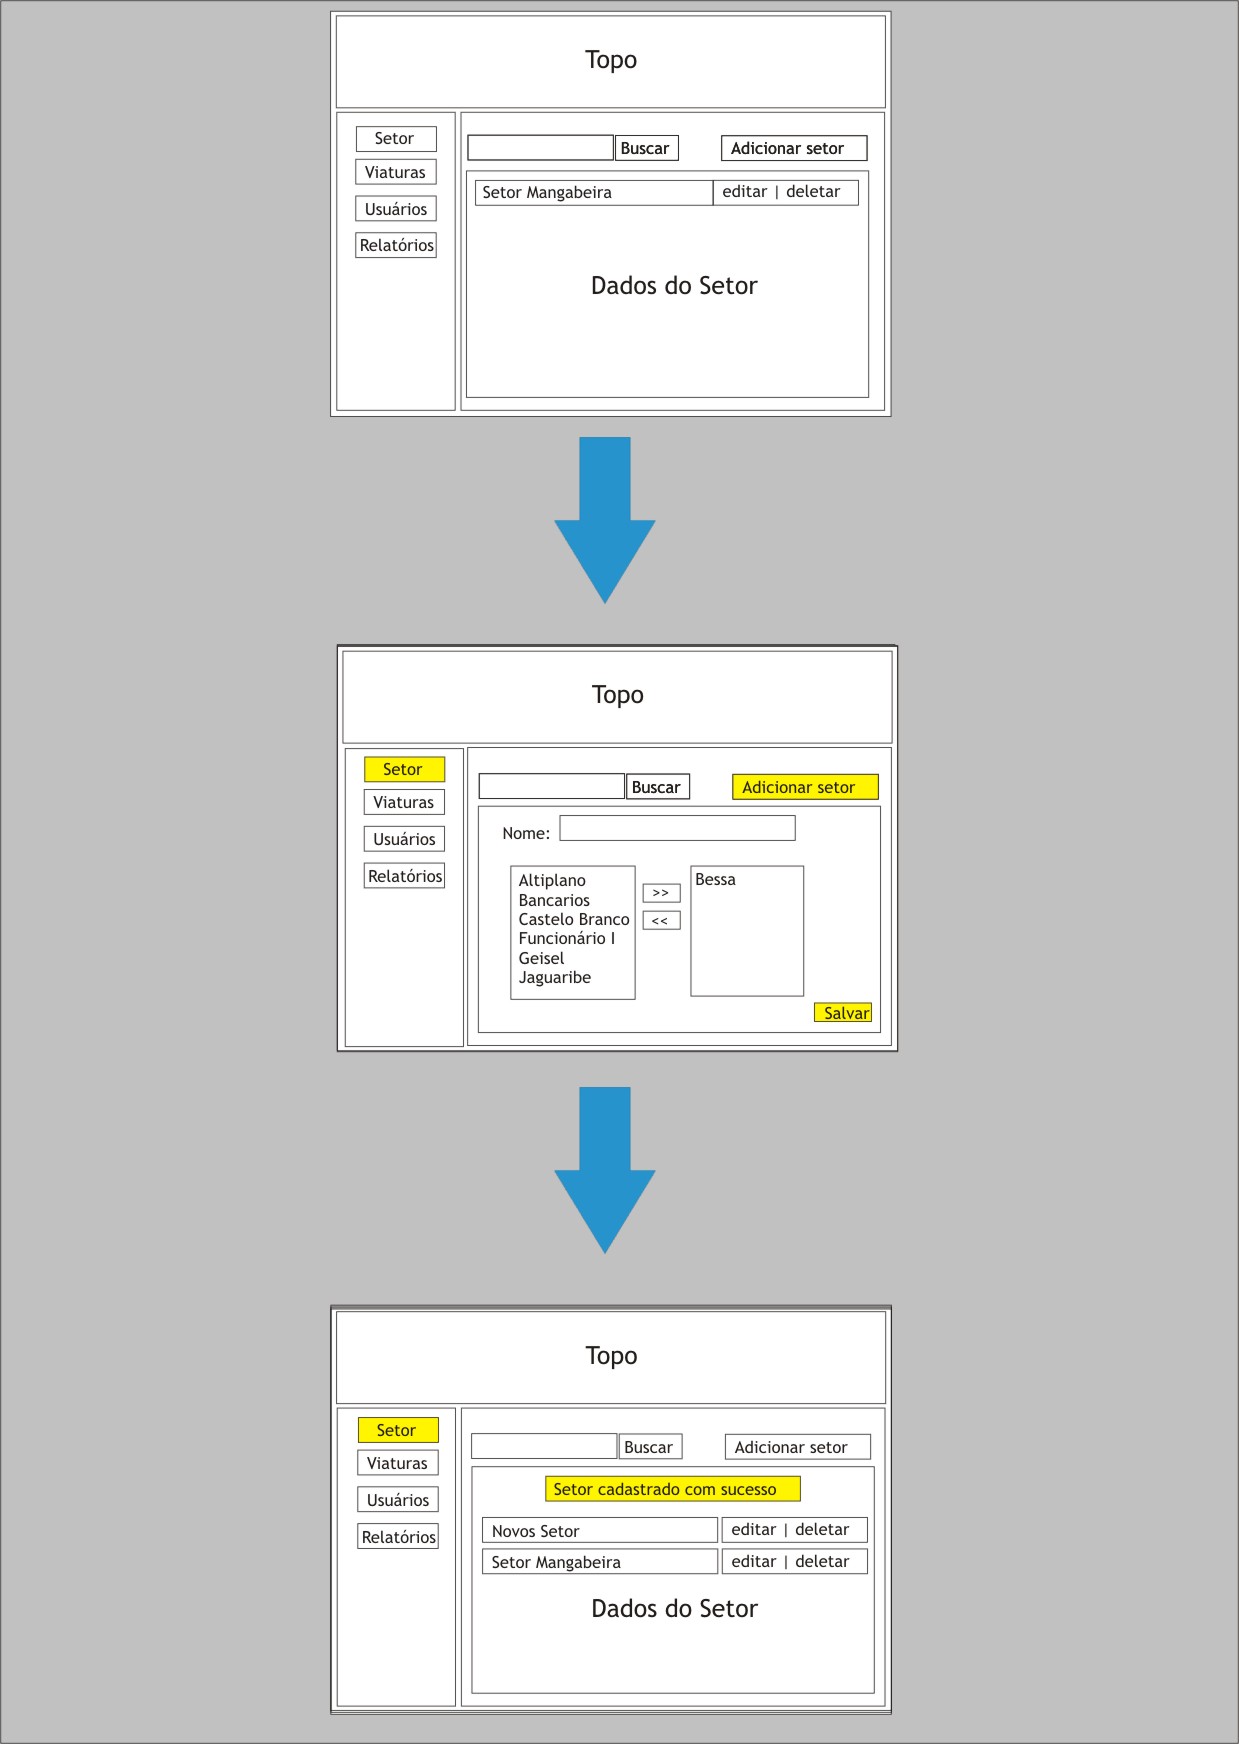 Topo
Setor
Viaturas
Usuários
Relatórios
Buscar
Adicionar setor
Setor Mangabeira
editar | deletar
Dados do Setor
Topo
Setor
Viaturas
Usuários
Relatórios
Buscar
Adicionar setor
Nome:
Altiplano
Bancarios
Castelo Branco
Funcionário I
Geisel
Jaguaribe
>>
<<
Bessa
Salvar
Topo
Setor
Viaturas
Usuários
Relatórios
Buscar
Adicionar setor
Setor cadastrado com sucesso
Novos Setor
editar | deletar
Setor Mangabeira
editar | deletar
Dados do Setor